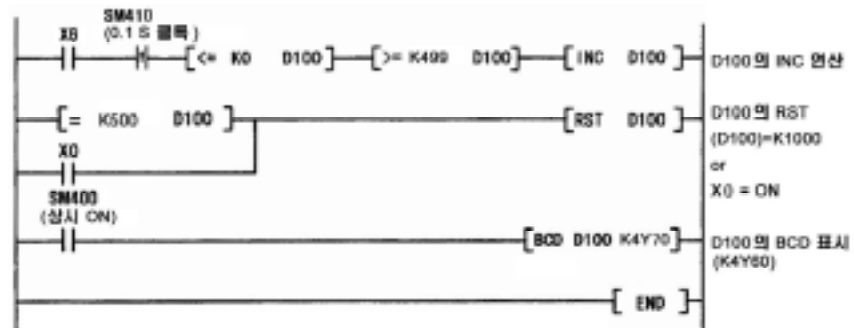 SM410
X6 (0.1 S 클록)
[<= K0 D100] [>= K499 D100] [INC D100] D100의 INC 연산
[= K500 D100] [RST D100] D100의 RST
(D100)=K1000
X0
or
X0 = ON
SM400
(상시 ON)
[BCD D100 K4Y70] D100의 BCD 표시
(K4Y60)
[END]